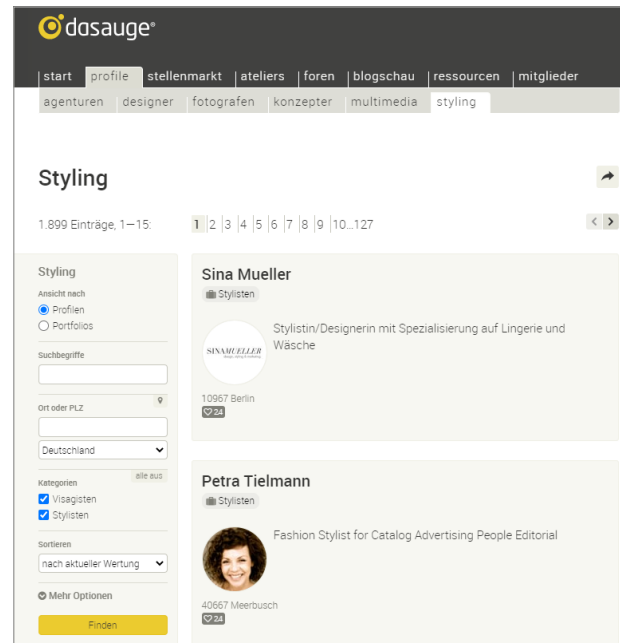 dasauge®
start profile stellenmarkt ateliers foren blogschau ressourcen mitglieder
agenturen designer fotografen konzepter multimedia styling
Styling
1.899 Einträge, 1—15:
1 2 3 4 5 6 7 8 9 10...127
Styling
Ansicht nach
Profilen
Portfolios
Suchbegriffe
Ort oder PLZ
Deutschland
Kategorien
alle aus
Visagisten
Stylisten
Sortieren
nach aktueller Wertung
Mehr Optionen
Finden
Sina Mueller
Stylisten
SINAMUELLER
Stylistin/Designerin mit Spezialisierung auf Lingerie und
Wäsche
10967 Berlin
24
Petra Tielmann
Stylisten
Fashion Stylist for Catalog Advertising People Editorial
40667 Meerbusch
24